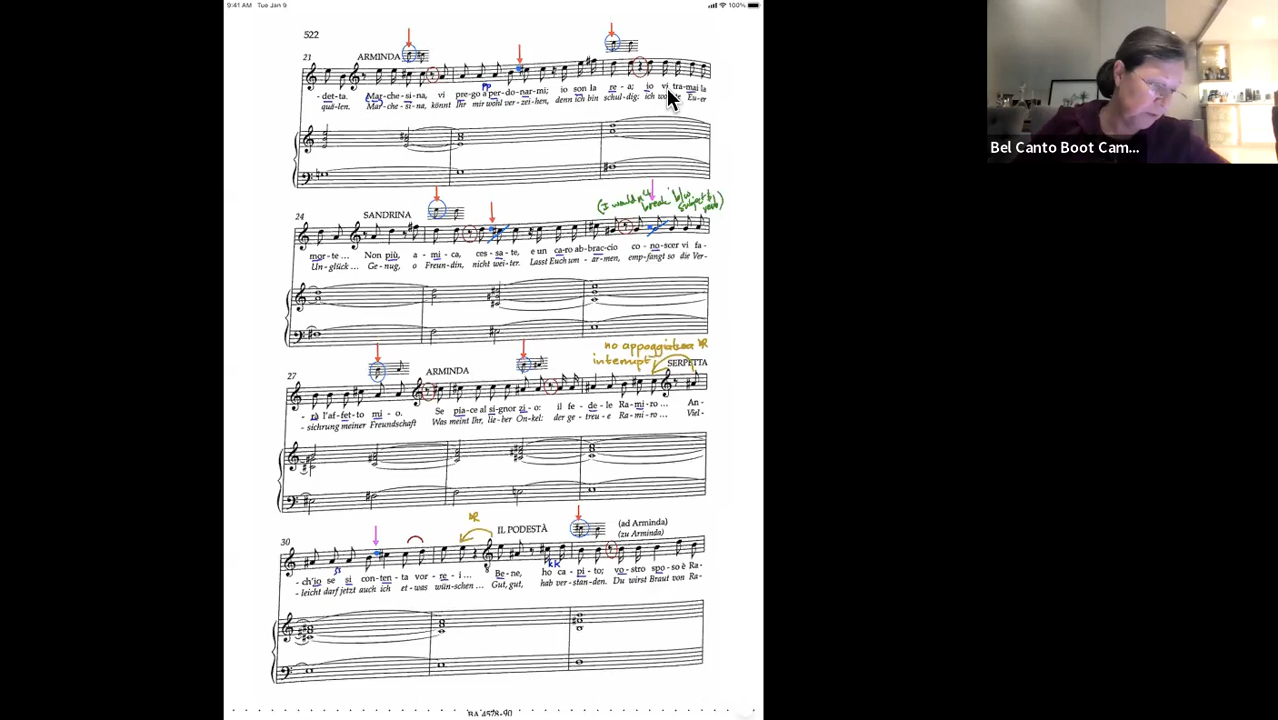 9:41 AM Tue Jan 9
100%
522
21
ARMINDA
- det-ta. Mar-che-si-na, vi pre-go a per-do-nar-mi; io son la re - a; io vi tra-mai la
pp
quä-len. Mar-che-si-na, könnt Ihr mir wohl ver-zei-hen, denn ich bin schul-dig: ich Eu-er
Bel Canto Boot Cam...
(I wouldn't
break b/w
subject &
verb)
24
SANDRINA
mor-te ... Non più, a - mi - ca, ces - sa - te, e un ca-ro ab-brac-cio co - no-scer vi fa-
Un-glück ... Ge-nug, o Freun-din, nicht wei-ter. Lasst Euch um - ar-men, emp-fangt so die Ver-
no appoggiatura
interrupt
27
ARMINDA
SERPETTA
- rà l'af-fet-to mi - o. Se pia-ce al si-gnor zi - o: il fe - de - le Ra-mi-ro ... An-
- sichrung meiner Freundschaft Was meint Ihr, lie-ber On-kel: der ge - treu - e Ra - mi - ro ... Viel-
30
IL PODESTÀ
(ad Arminda)
(zu Arminda)
- ch'io se si con-ten - ta vor - re - i ... Be - ne, ho ca - pi - to; vo - stro spo-so è Ra-
- leicht darf jetzt auch ich et-was wün-schen ... Gut, gut, hab ver-stan-den. Du wirst Braut von Ra-
BA 4578-90